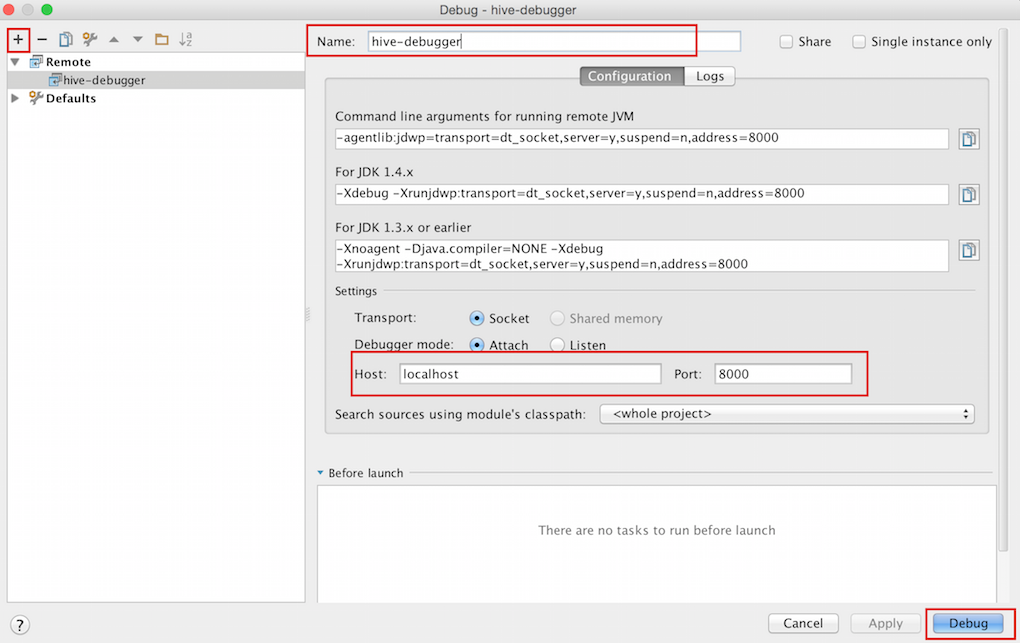 Debug - hive-debugger
Name: hive-debugger
Share
Single instance only
Remote
hive-debugger
Defaults
Configuration
Logs
Command line arguments for running remote JVM
-agentlib:jdwp=transport=dt_socket,server=y,suspend=n,address=8000
For JDK 1.4.x
-Xdebug -Xrunjdwp:transport=dt_socket,server=y,suspend=n,address=8000
For JDK 1.3.x or earlier
-Xnoagent -Djava.compiler=NONE -Xdebug
-Xrunjdwp:transport=dt_socket,server=y,suspend=n,address=8000
Settings
Transport: Socket Shared memory
Debugger mode: Attach Listen
Host: localhost Port: 8000
Search sources using module's classpath: <whole project>
Before launch
There are no tasks to run before launch
? Cancel Apply Debug